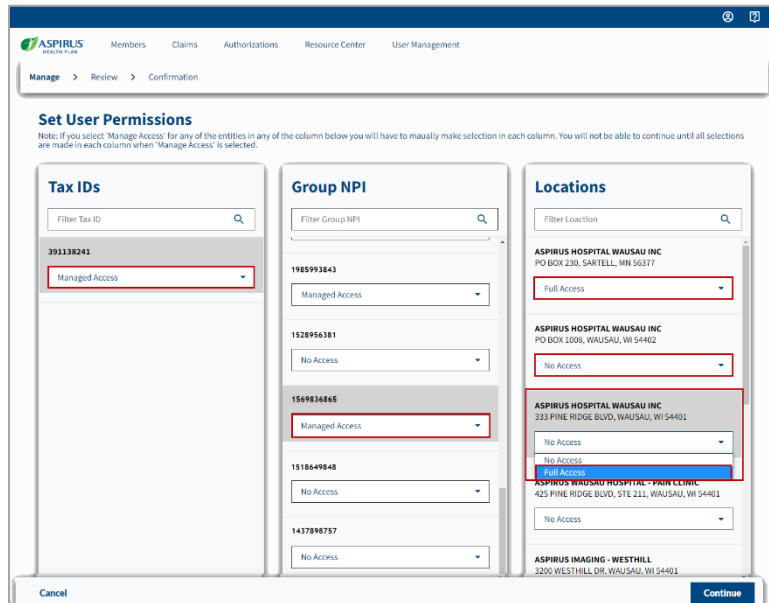 ASPIRUS
HEALTH PLAN
Members Claims Authorizations Resource Center User Management
Manage > Review > Confirmation
Set User Permissions
Note: If you select 'Manage Access' for any of the entities in any of the column below you will have to maually make selection in each column. You will not be able to continue until all selections
are made in each column when 'Manage Access' is selected.
Tax IDs
Filter Tax ID
391138241
Managed Access
Group NPI
Filter Group NPI
1985993843
Managed Access
1528956381
No Access
1569836865
Managed Access
1518649848
No Access
1437898757
No Access
Locations
Filter Loaction
ASPIRUS HOSPITAL WAUSAU INC
PO BOX 230, SARTELL, MN 56377
Full Access
ASPIRUS HOSPITAL WAUSAU INC
PO BOX 1008, WAUSAU, WI 54402
No Access
ASPIRUS HOSPITAL WAUSAU INC
333 PINE RIDGE BLVD, WAUSAU, WI 54401
No Access
No Access
Full Access
ASPIRUS WAUSAU HOSPITAL - PAIN CLINIC
425 PINE RIDGE BLVD, STE 211, WAUSAU, WI 54401
No Access
ASPIRUS IMAGING - WESTHILL
3200 WESTHILL DR. WAUSAU. WI 54401
Cancel
Continue